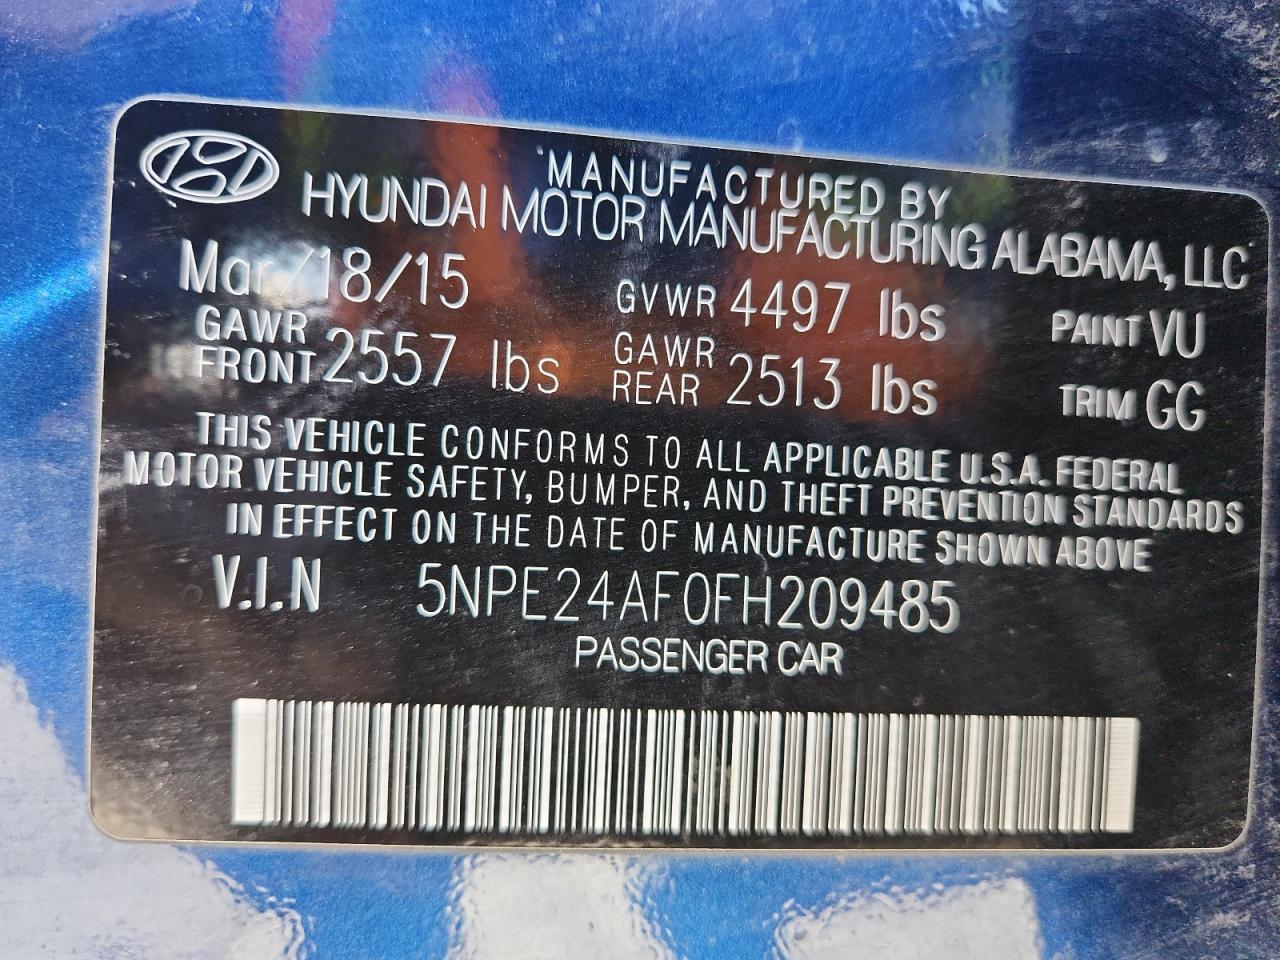 MANUFACTURED BY
HYUNDAI MOTOR MANUFACTURING ALABAMA, LLC
Mar/18/15 GVWR 4497 lbs PAINT VU
GAWR FRONT 2557 lbs GAWR REAR 2513 lbs TRIM GG
THIS VEHICLE CONFORMS TO ALL APPLICABLE U.S.A. FEDERAL
MOTOR VEHICLE SAFETY, BUMPER, AND THEFT PREVENTION STANDARDS
IN EFFECT ON THE DATE OF MANUFACTURE SHOWN ABOVE
V.I.N 5NPE24AF0FH209485
PASSENGER CAR